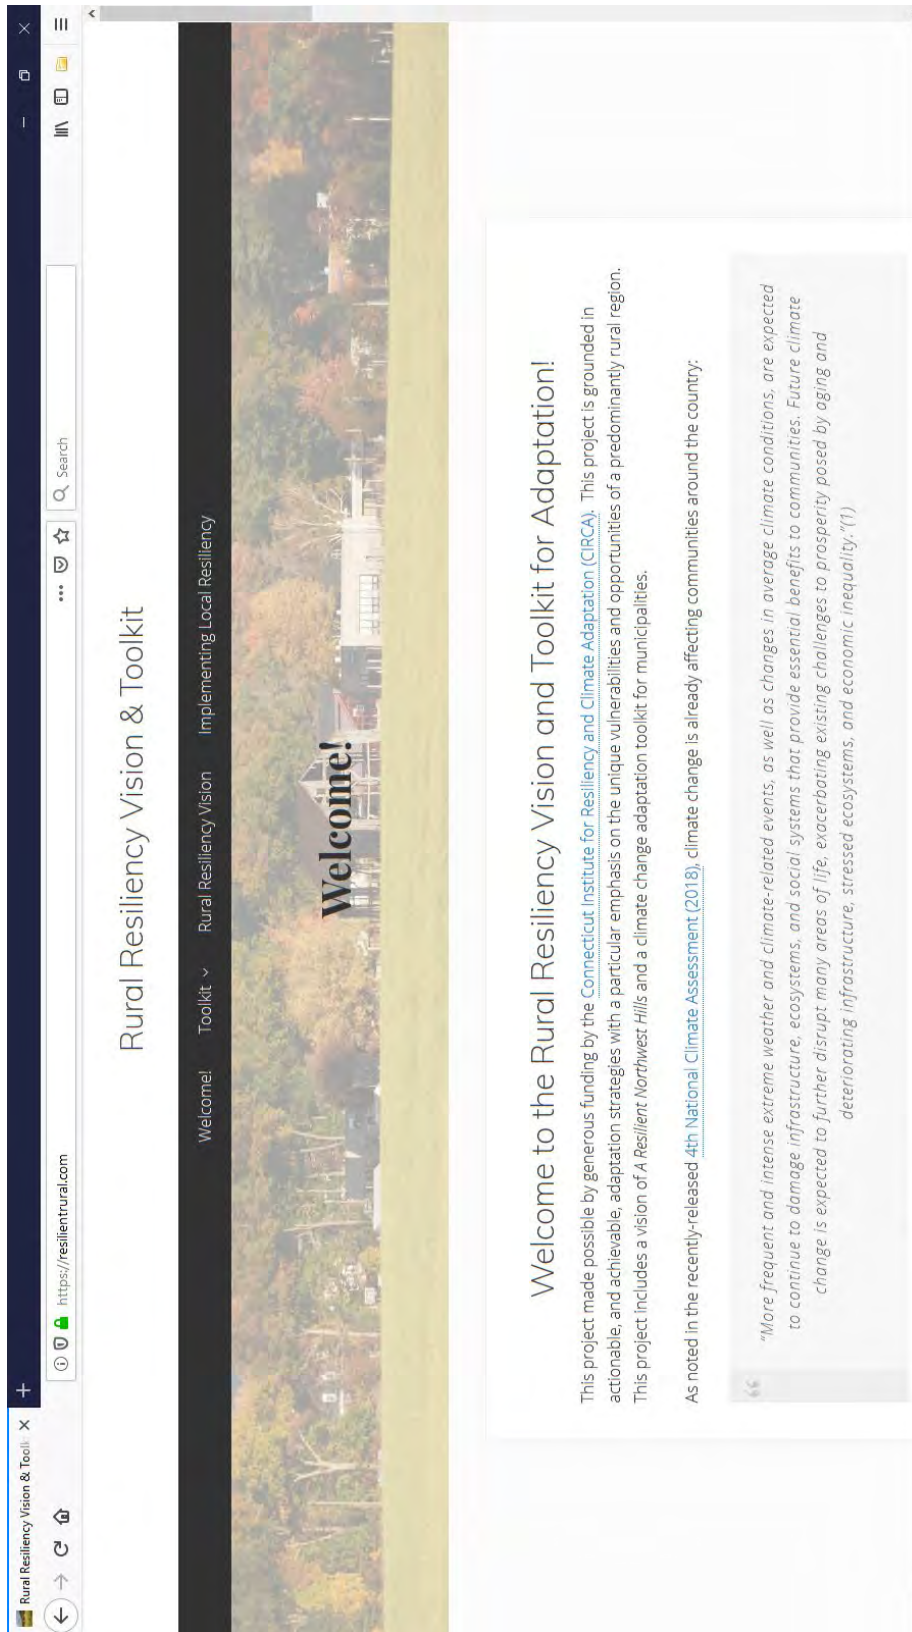 Rural Resiliency Vision & Toolk
https://resilientrural.com
Search
Rural Resiliency Vision & Toolkit
Welcome! Toolkit Rural Resiliency Vision Implementing Local Resiliency
Welcome!
Welcome to the Rural Resiliency Vision and Toolkit for Adaptation!
This project made possible by generous funding by the Connecticut Institute for Resiliency and Climate Adaptation (CIRCA). This project is grounded in
actionable, and achievable, adaptation strategies with a particular emphasis on the unique vulnerabilities and opportunities of a predominantly rural region.
This project includes a vision of A Resilient Northwest Hills and a climate change adaptation toolkit for municipalities.
As noted in the recently-released 4th National Climate Assessment (2018), climate change is already affecting communities around the country:
"More frequent and intense extreme weather and climate-related events, as well as changes in average climate conditions, are expected
to continue to damage infrastructure, ecosystems, and social systems that provide essential benefits to communities. Future climate
change is expected to further disrupt many areas of life, exacerbating existing challenges to prosperity posed by aging and
deteriorating infrastructure, stressed ecosystems, and economic inequality."(1)